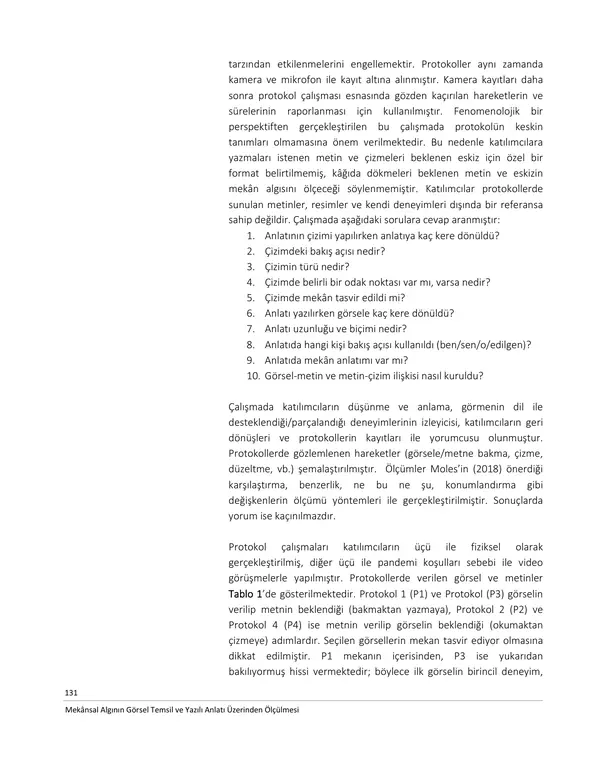 tarzından etkilenmelerini engellemektir. Protokoller aynı zamanda
kamera ve mikrofon ile kayıt altına alınmıştır. Kamera kayıtları daha
sonra protokol çalışması esnasında gözden kaçırılan hareketlerin ve
sürelerinin raporlanması için kullanılmıştır. Fenomenolojik bir
perspektiften gerçekleştirilen bu çalışmada protokolün keskin
tanımları olmamasına önem verilmektedir. Bu nedenle katılımcılara
yazmaları istenen metin ve çizmeleri beklenen eskiz için özel bir
format belirtilmemiş, kâğıda dökmeleri beklenen metin ve eskizin
mekân algısını ölçeceği söylenmemiştir. Katılımcılar protokollerde
sunulan metinler, resimler ve kendi deneyimleri dışında bir referansa
sahip değildir. Çalışmada aşağıdaki sorulara cevap aranmıştır:
1. Anlatının çizimi yapılırken anlatıya kaç kere dönüldü?
2. Çizimdeki bakış açısı nedir?
3. Çizimin türü nedir?
4. Çizimde belirli bir odak noktası var mı, varsa nedir?
5. Çizimde mekân tasvir edildi mi?
6. Anlatı yazılırken görsele kaç kere dönüldü?
7. Anlatı uzunluğu ve biçimi nedir?
8. Anlatıda hangi kişi bakış açısı kullanıldı (ben/sen/o/edilgen)?
9. Anlatıda mekân anlatımı var mı?
10. Görsel-metin ve metin-çizim ilişkisi nasıl kuruldu?
Çalışmada katılımcıların düşünme ve anlama, görmenin dil ile
desteklendiği/parçalandığı deneyimlerinin izleyicisi, katılımcıların geri
dönüşleri ve protokollerin kayıtları ile yorumcusu olunmuştur.
Protokollerde gözlemlenen hareketler (görsele/metne bakma, çizme,
düzeltme, vb.) şemalaştırılmıştır. Ölçümler Moles’in (2018) önerdiği
karşılaştırma, benzerlik, ne bu ne şu, konumlandırma gibi
değişkenlerin ölçümü yöntemleri ile gerçekleştirilmiştir. Sonuçlarda
yorum ise kaçınılmazdır.
Protokol çalışmaları katılımcıların üçü ile fiziksel olarak
gerçekleştirilmiş, diğer üçü ile pandemi koşulları sebebi ile video
görüşmelerle yapılmıştır. Protokollerde verilen görsel ve metinler
Tablo 1’de gösterilmektedir. Protokol 1 (P1) ve Protokol (P3) görselin
verilip metnin beklendiği (bakmaktan yazmaya), Protokol 2 (P2) ve
Protokol 4 (P4) ise metnin verilip görselin beklendiği (okumaktan
çizmeye) adımlardır. Seçilen görsellerin mekan tasvir ediyor olmasına
dikkat edilmiştir. P1 mekanın içerisinden, P3 ise yukarıdan
bakılıyormuş hissi vermektedir; böylece ilk görselin birincil deneyim,
131
Mekânsal Algının Görsel Temsil ve Yazılı Anlatı Üzerinden Ölçülmesi